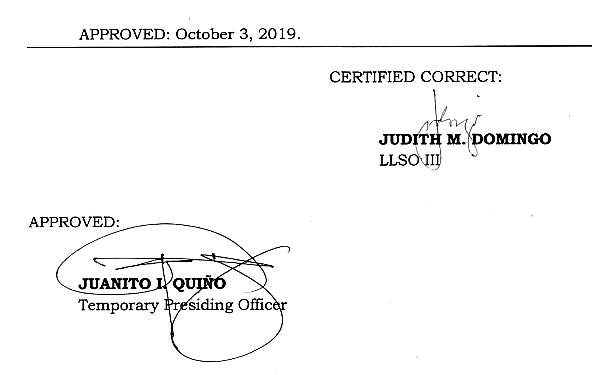 APPROVED: October 3, 2019.
CERTIFIED CORRECT:
JUDITH M. DOMINGO
LLSO III
APPROVED:
JUANITO I. QUIÑO
Temporary Presiding Officer